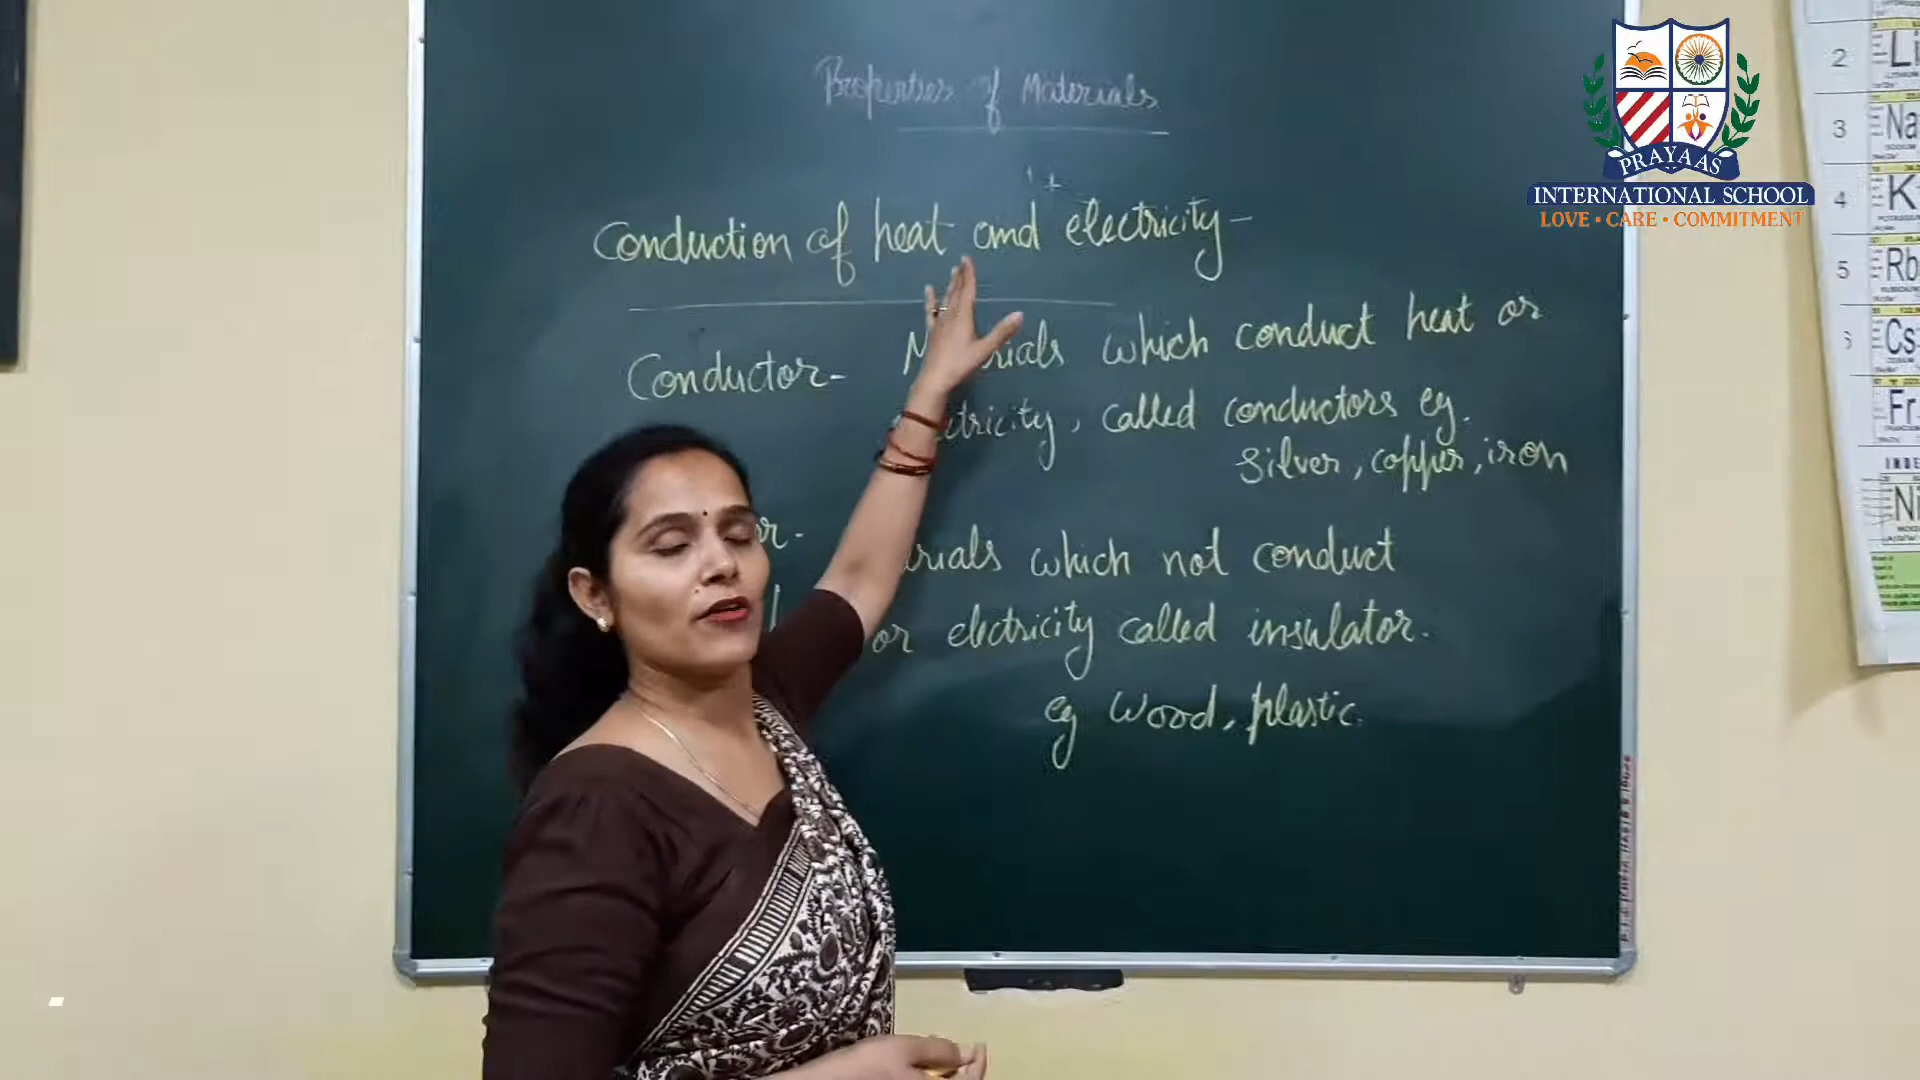 Properties of Materials
Conduction of heat and electricity -
Conductor - which conduct heat or
called conductors eg.
Silver, copper, iron
which not conduct
or electricity called insulator.
eg Wood, plastic.
PRAYAAS
INTERNATIONAL SCHOOL
LOVE • CARE • COMMITMENT
2 Li
3 Na
4 K
5 Rb
6 Cs
Fr